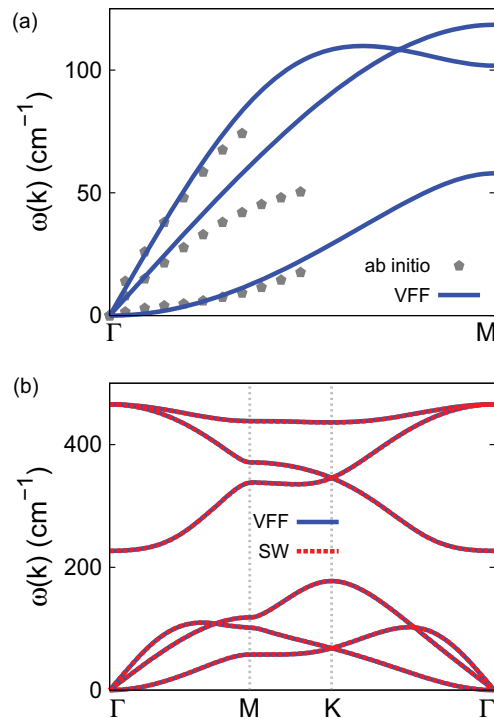 (a)
ω(k) (cm⁻¹)
100
50
0
ab initio
VFF
Γ M
(b)
ω(k) (cm⁻¹)
400
200
0
VFF
SW
Γ M K Γ